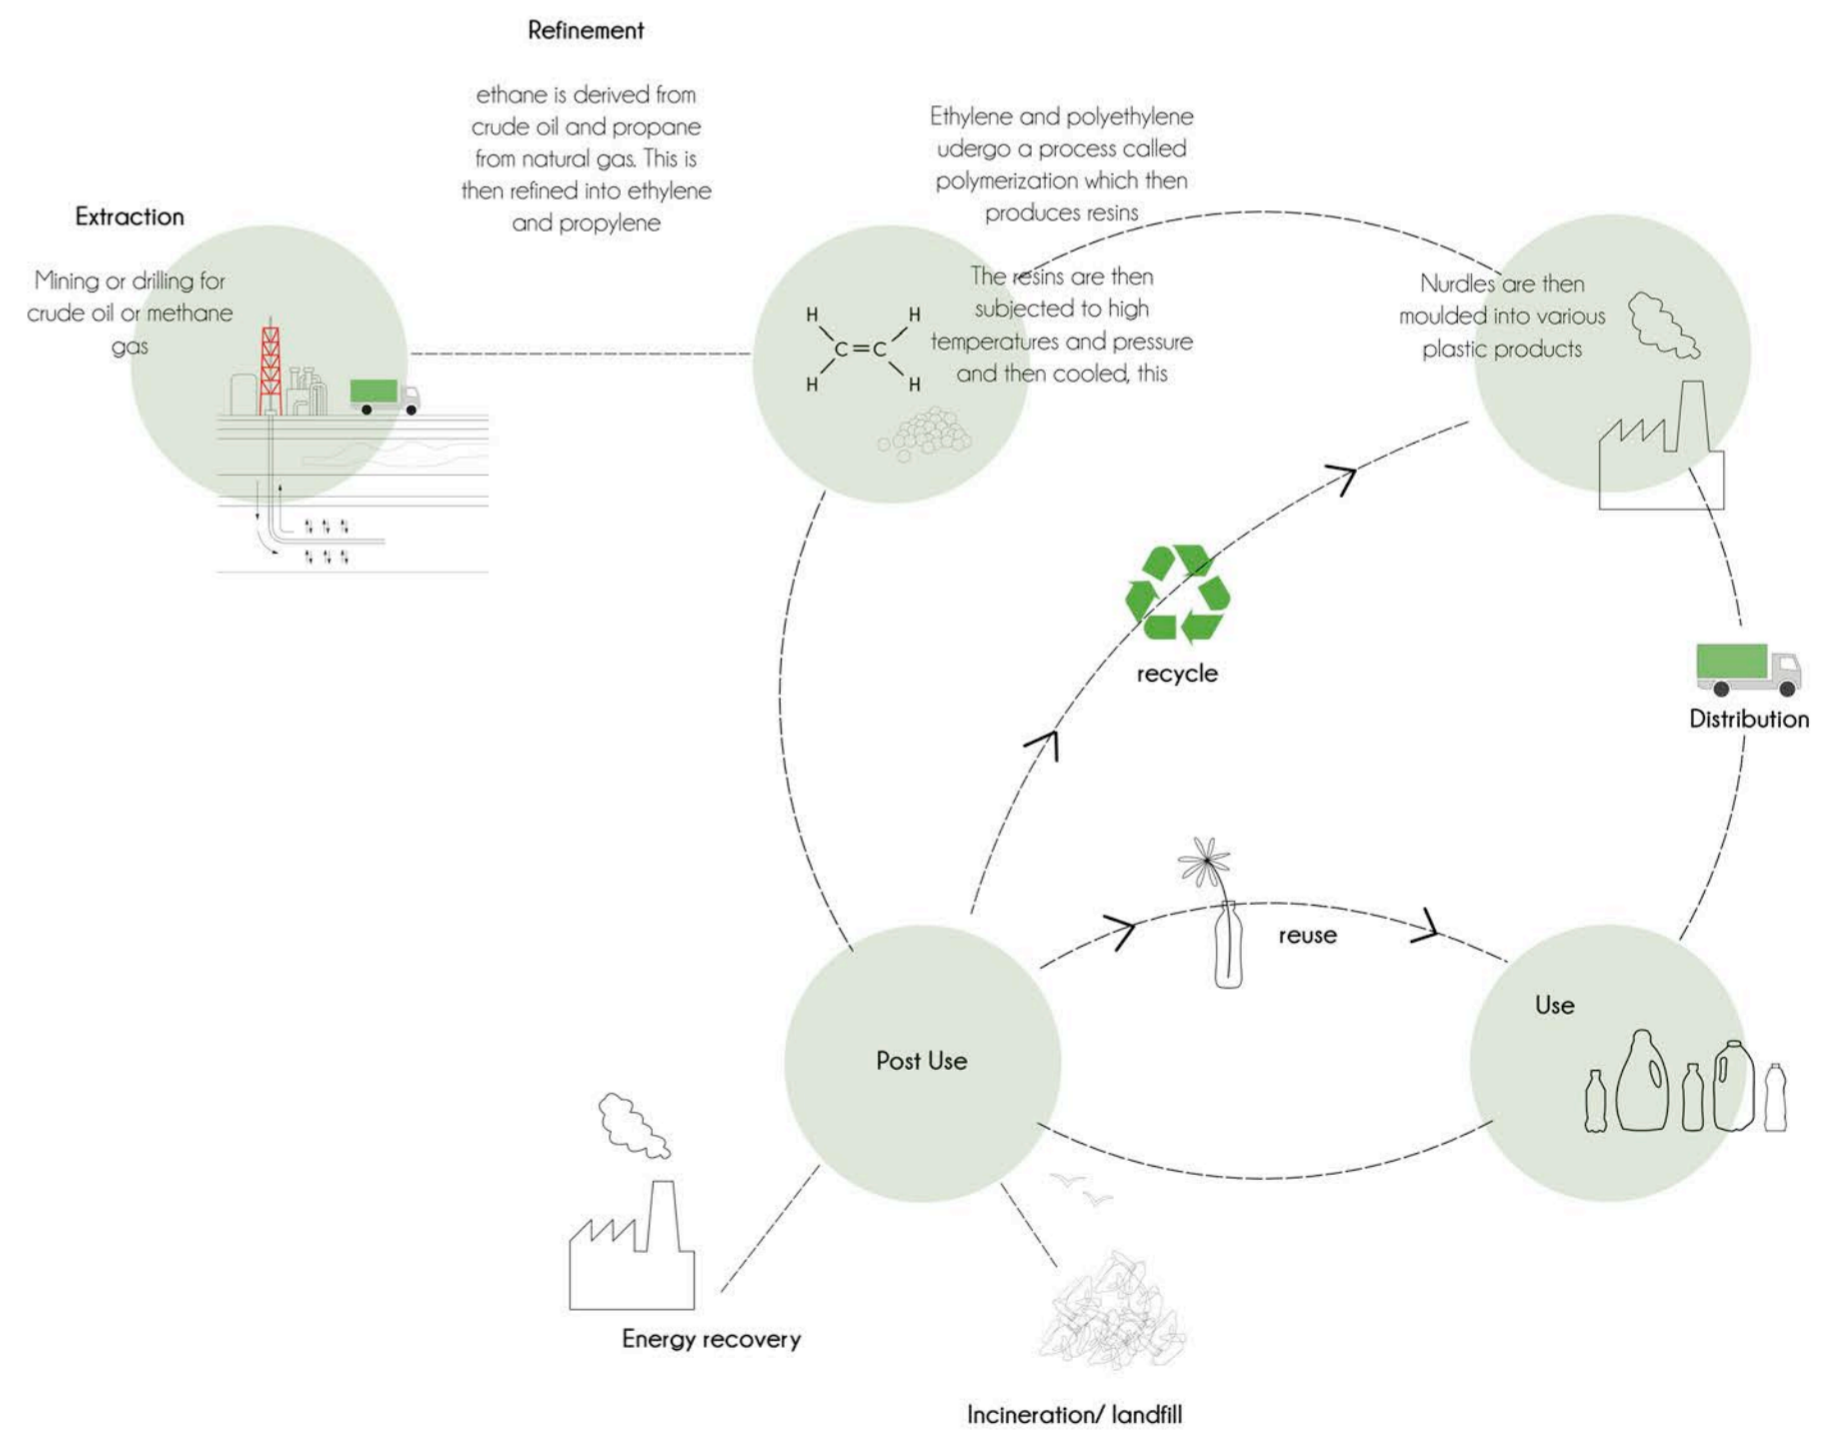 Refinement
ethane is derived from
crude oil and propane
from natural gas. This is
then refined into ethylene
and propylene
Extraction
Mining or drilling for
crude oil or methane
gas
Ethylene and polyethylene
udergo a process called
polymerization which then
produces resins
The resins are then
subjected to high
temperatures and pressure
and then cooled, this
H H
C=C
H H
Nurdles are then
moulded into various
plastic products
recycle
Distribution
reuse
Use
Post Use
Energy recovery
Incineration/ landfill